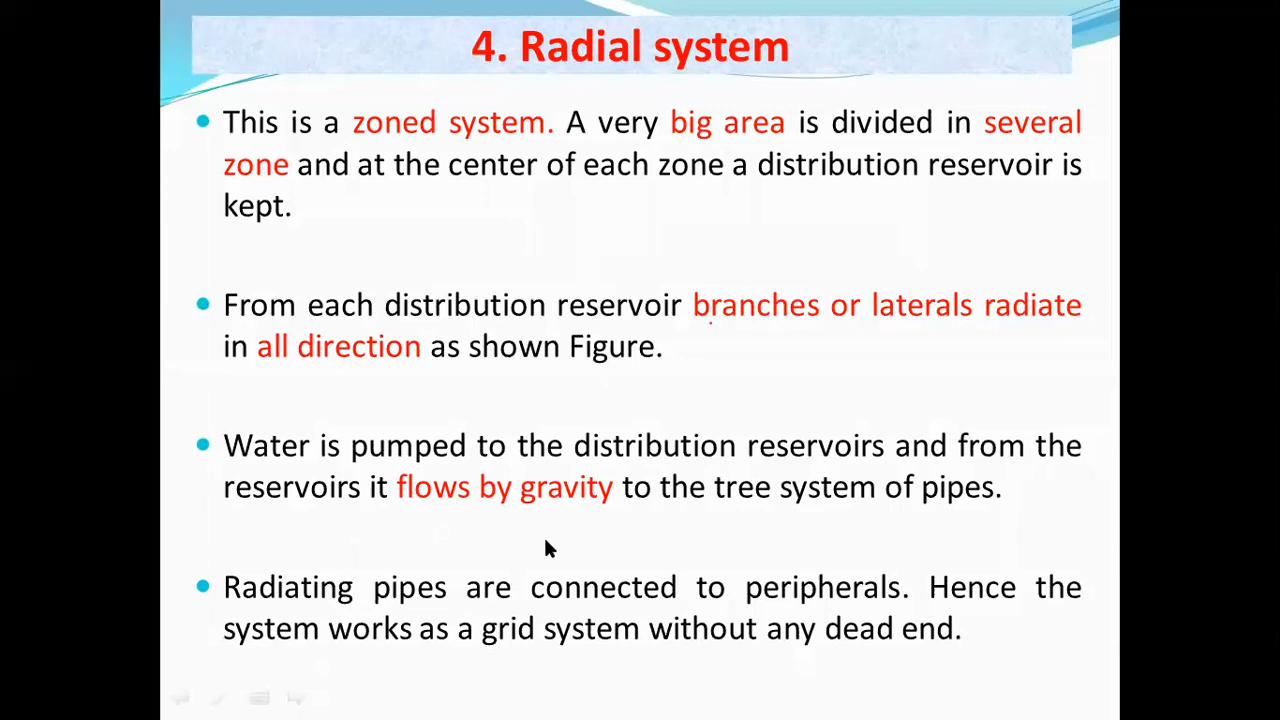 4. Radial system
This is a zoned system. A very big area is divided in several
zone and at the center of each zone a distribution reservoir is
kept.
From each distribution reservoir branches or laterals radiate
in all direction as shown Figure.
Water is pumped to the distribution reservoirs and from the
reservoirs it flows by gravity to the tree system of pipes.
Radiating pipes are connected to peripherals. Hence the
system works as a grid system without any dead end.